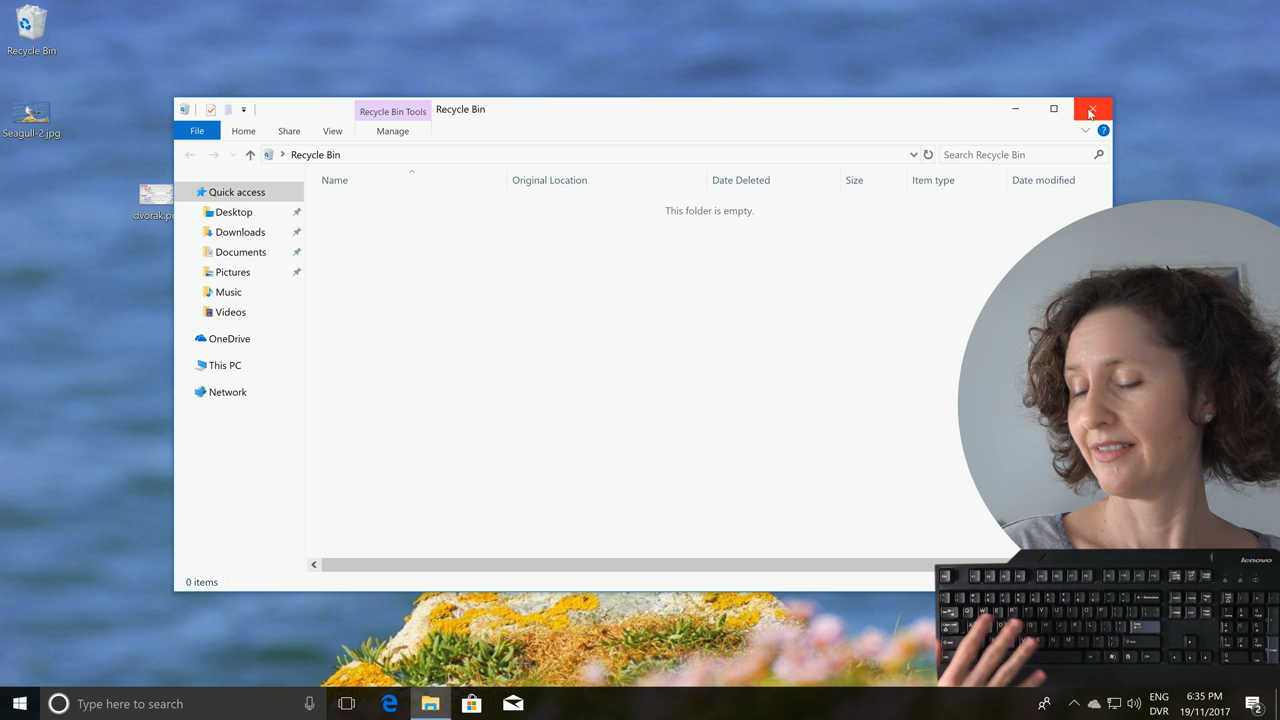 Recycle Bin
Seagull-2.jpg
Recycle Bin Tools
Recycle Bin
File
Home
Share
View
Manage
Recycle Bin
Search Recycle Bin
Name
Original Location
Date Deleted
Size
Item type
Date modified
This folder is empty.
Quick access
Desktop
Downloads
Documents
Pictures
Music
Videos
OneDrive
This PC
Network
0 items
lenovo
Type here to search
ENG
DVR
6:35 PM
19/11/2017
2